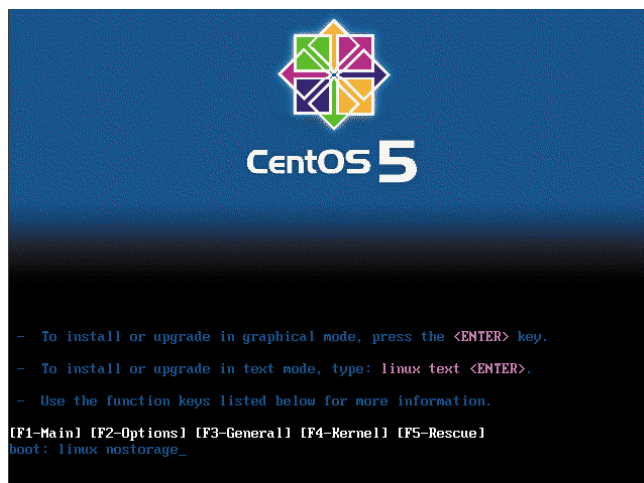 CentOS 5
- To install or upgrade in graphical mode, press the <ENTER> key.
- To install or upgrade in text mode, type: linux text <ENTER>.
- Use the function keys listed below for more information.
[F1-Main] [F2-Options] [F3-General] [F4-Kernel] [F5-Rescue]
boot: linux nostorage_